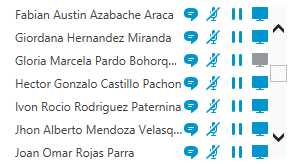 Fabian Austin Azabache Araca
Giordana Hernandez Miranda
Gloria Marcela Pardo Bohorq...
Hector Gonzalo Castillo Pachon
Ivon Rocio Rodriguez Paternina
Jhon Alberto Mendoza Velasq...
Joan Omar Rojas Parra